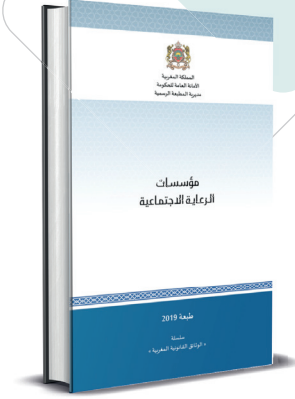 المملكة المغربية
الأمانة العامة للحكومة
مديرية المطبعة الرسمية
مؤسسات
الرعاية الاجتماعية
طبعة 2019
سلسلة
« الوثائق القانونية المغربية »